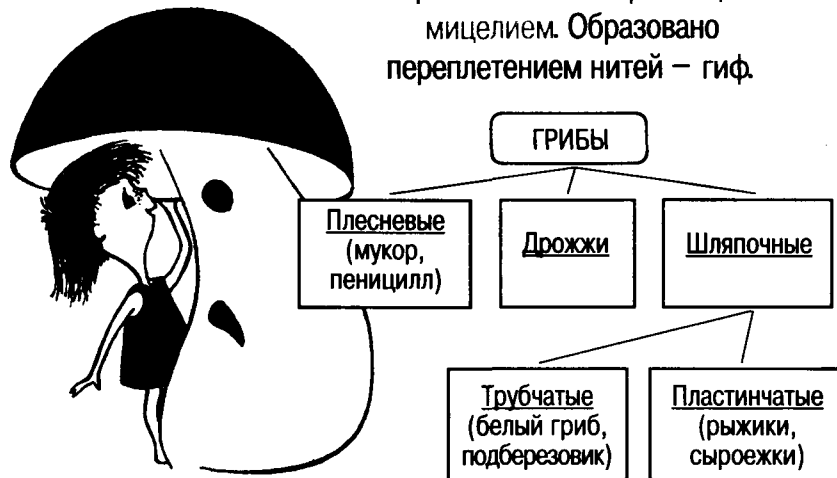 мицелием. Образовано
переплетением нитей – гиф.
ГРИБЫ
Плесневые
(мукор,
пеницилл)
Дрожжи
Шляпочные
Трубчатые
(белый гриб,
подберезовик)
Пластинчатые
(рыжики,
сыроежки)